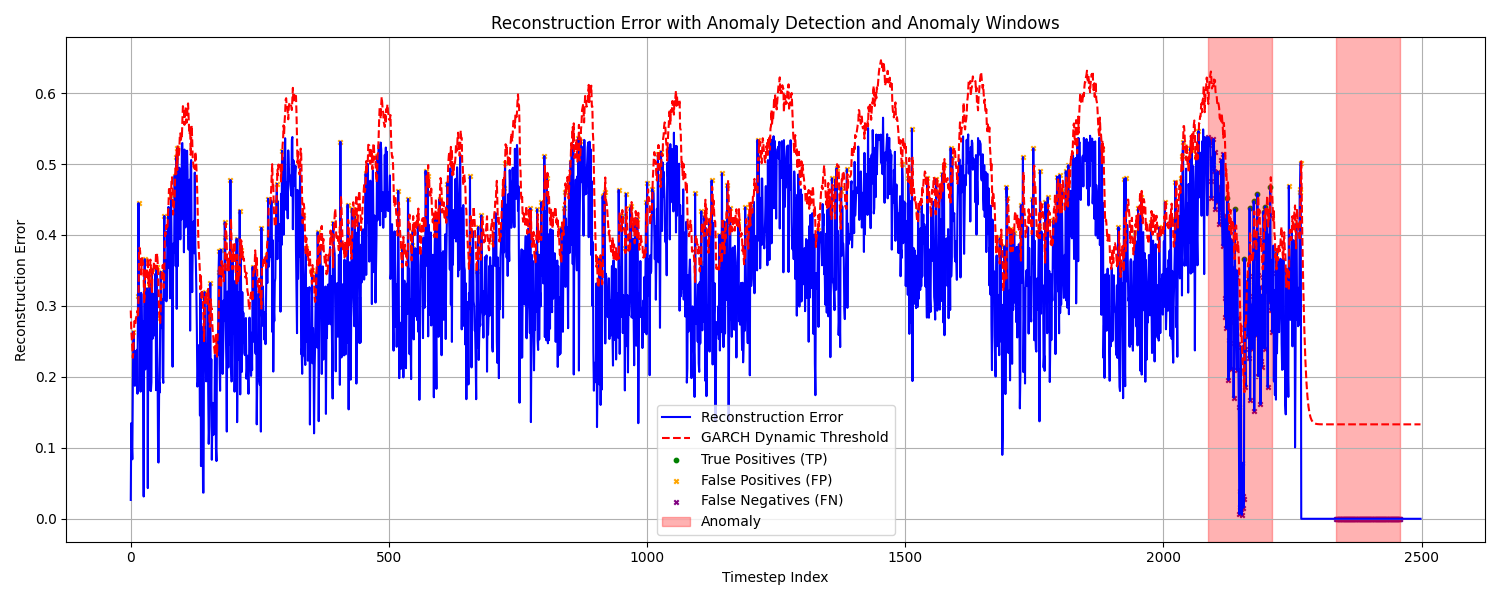 Reconstruction Error with Anomaly Detection and Anomaly Windows
Reconstruction Error
0.6
0.5
0.4
0.3
0.2
0.1
0.0
Reconstruction Error
GARCH Dynamic Threshold
True Positives (TP)
False Positives (FP)
False Negatives (FN)
Anomaly
0
500
1000
1500
2000
2500
Timestep Index